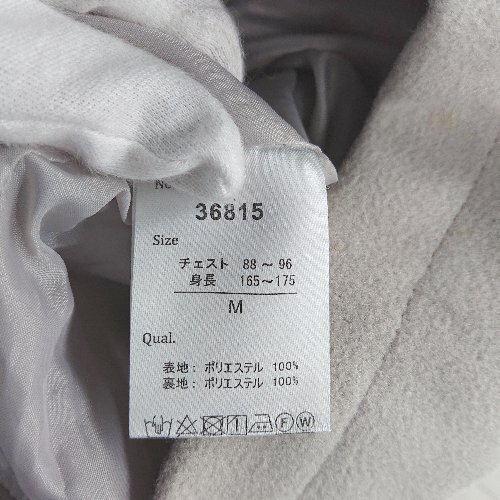 No
36815
Size
チェスト 88～96
身長 165～175
M
Qual.
表地：ポリエステル 100%
裏地：ポリエステル 100%
F W